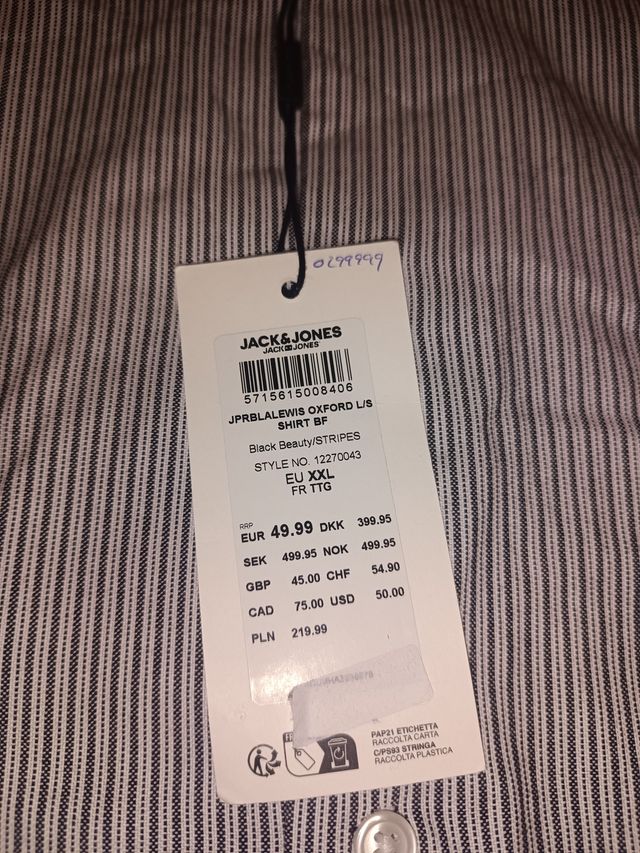 0299999
JACK&JONES
JACK&JONES
5715615008406
JPRBLALEWIS OXFORD L/S
SHIRT BF
Black Beauty/STRIPES
STYLE NO. 12270043
EU XXL
FR TTG
RRP
EUR 49.99 DKK 399.95
SEK 499.95 NOK 499.95
GBP 45.00 CHF 54.90
CAD 75.00 USD 50.00
PLN 219.99
FR
PAP21 ETICHETTA
RACCOLTA CARTA
C/PS93 STRINGA
RACCOLTA PLASTICA